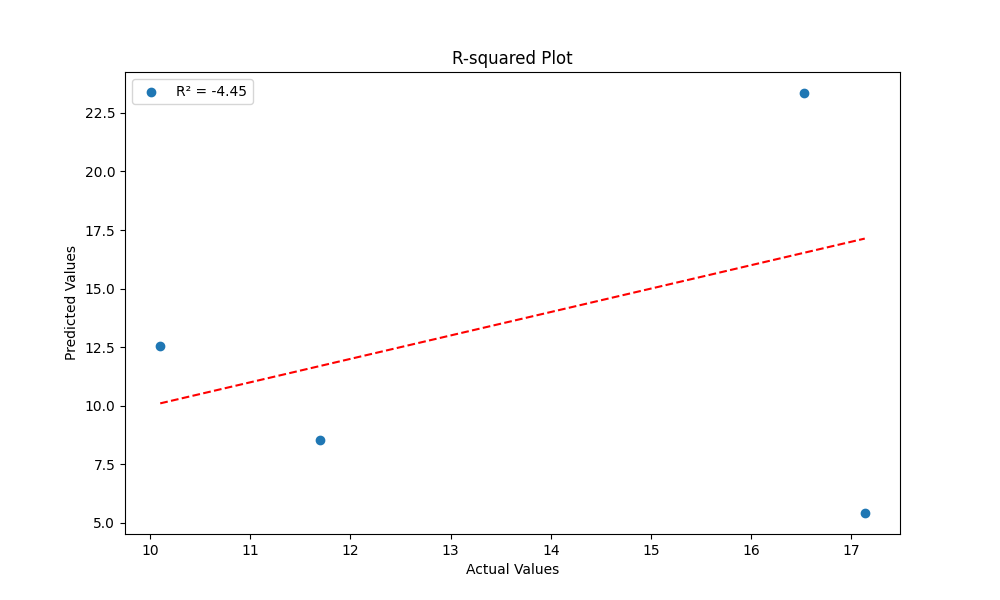 R-squared Plot
R² = -4.45
22.5
20.0
17.5
15.0
12.5
10.0
7.5
5.0
Predicted Values
10 11 12 13 14 15 16 17
Actual Values